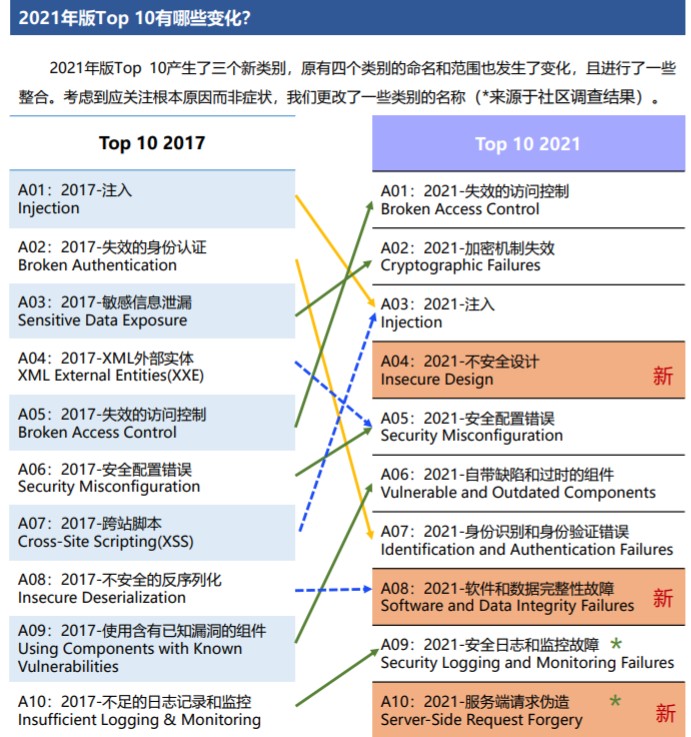 2021年版Top 10有哪些变化？
2021年版Top 10产生了三个新类别，原有四个类别的命名和范围也发生了变化，且进行了一些
整合。考虑到应关注根本原因而非症状，我们更改了一些类别的名称（*来源于社区调查结果）。
Top 10 2017
A01：2017-注入
Injection
A02：2017-失效的身份认证
Broken Authentication
A03：2017-敏感信息泄漏
Sensitive Data Exposure
A04：2017-XML外部实体
XML External Entities(XXE)
A05：2017-失效的访问控制
Broken Access Control
A06：2017-安全配置错误
Security Misconfiguration
A07：2017-跨站脚本
Cross-Site Scripting(XSS)
A08：2017-不安全的反序列化
Insecure Deserialization
A09：2017-使用含有已知漏洞的组件
Using Components with Known
Vulnerabilities
A10：2017-不足的日志记录和监控
Insufficient Logging & Monitoring
Top 10 2021
A01：2021-失效的访问控制
Broken Access Control
A02：2021-加密机制失效
Cryptographic Failures
A03：2021-注入
Injection
A04：2021-不安全设计
Insecure Design
新
A05：2021-安全配置错误
Security Misconfiguration
A06：2021-自带缺陷和过时的组件
Vulnerable and Outdated Components
A07：2021-身份识别和身份验证错误
Identification and Authentication Failures
A08：2021-软件和数据完整性故障
Software and Data Integrity Failures
新
A09：2021-安全日志和监控故障 *
Security Logging and Monitoring Failures
A10：2021-服务端请求伪造 *
Server-Side Request Forgery
新